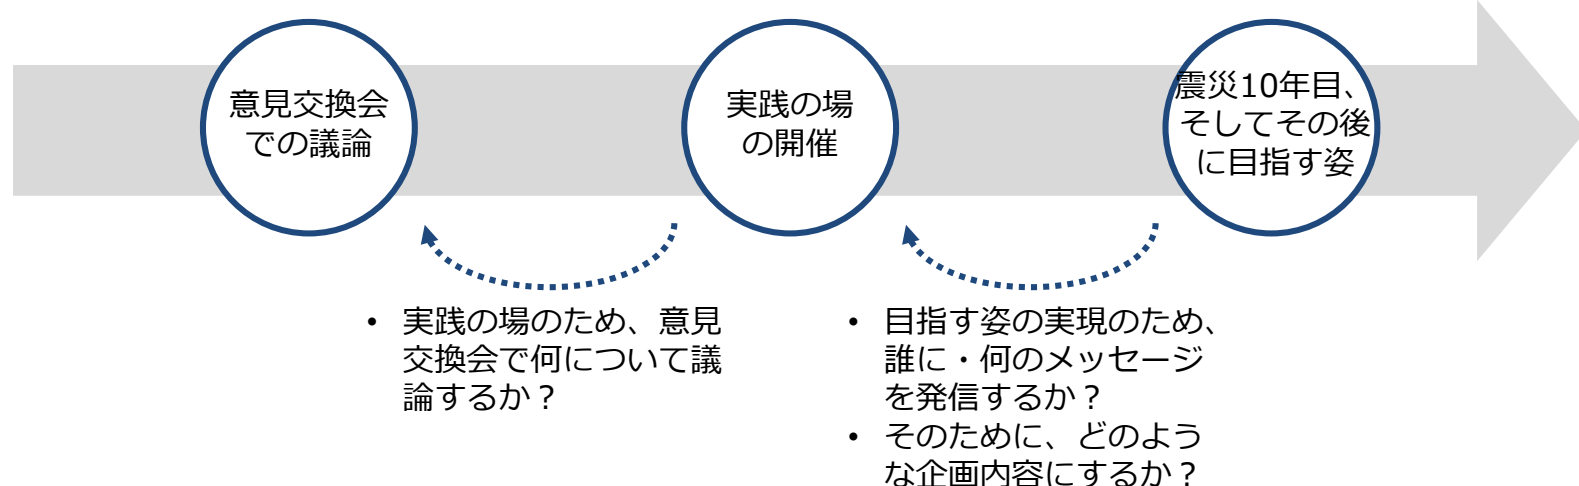 意見交換会
での議論
実践の場
の開催
震災10年目、
そしてその後
に目指す姿
• 実践の場のため、意見
交換会で何について議
論するか？
• 目指す姿の実現のため、
誰に・何のメッセージ
を発信するか？
• そのために、どのよう
な企画内容にするか？